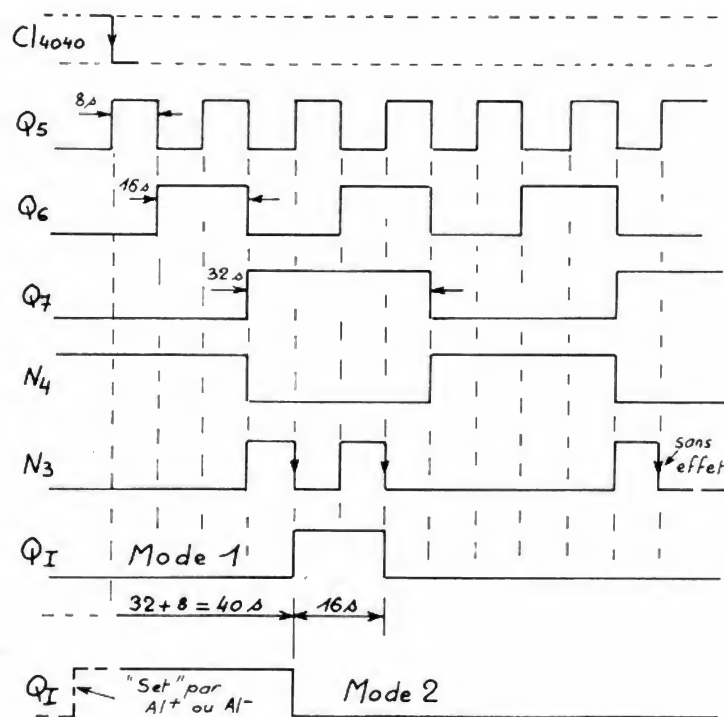 Cl4040
Q5
8s
Q6
16s
Q7
32s
N4
N3
sans
effet
QI
Mode 1
32+8=40s
16s
QI
"Set" par
Al+ ou Al-
Mode 2